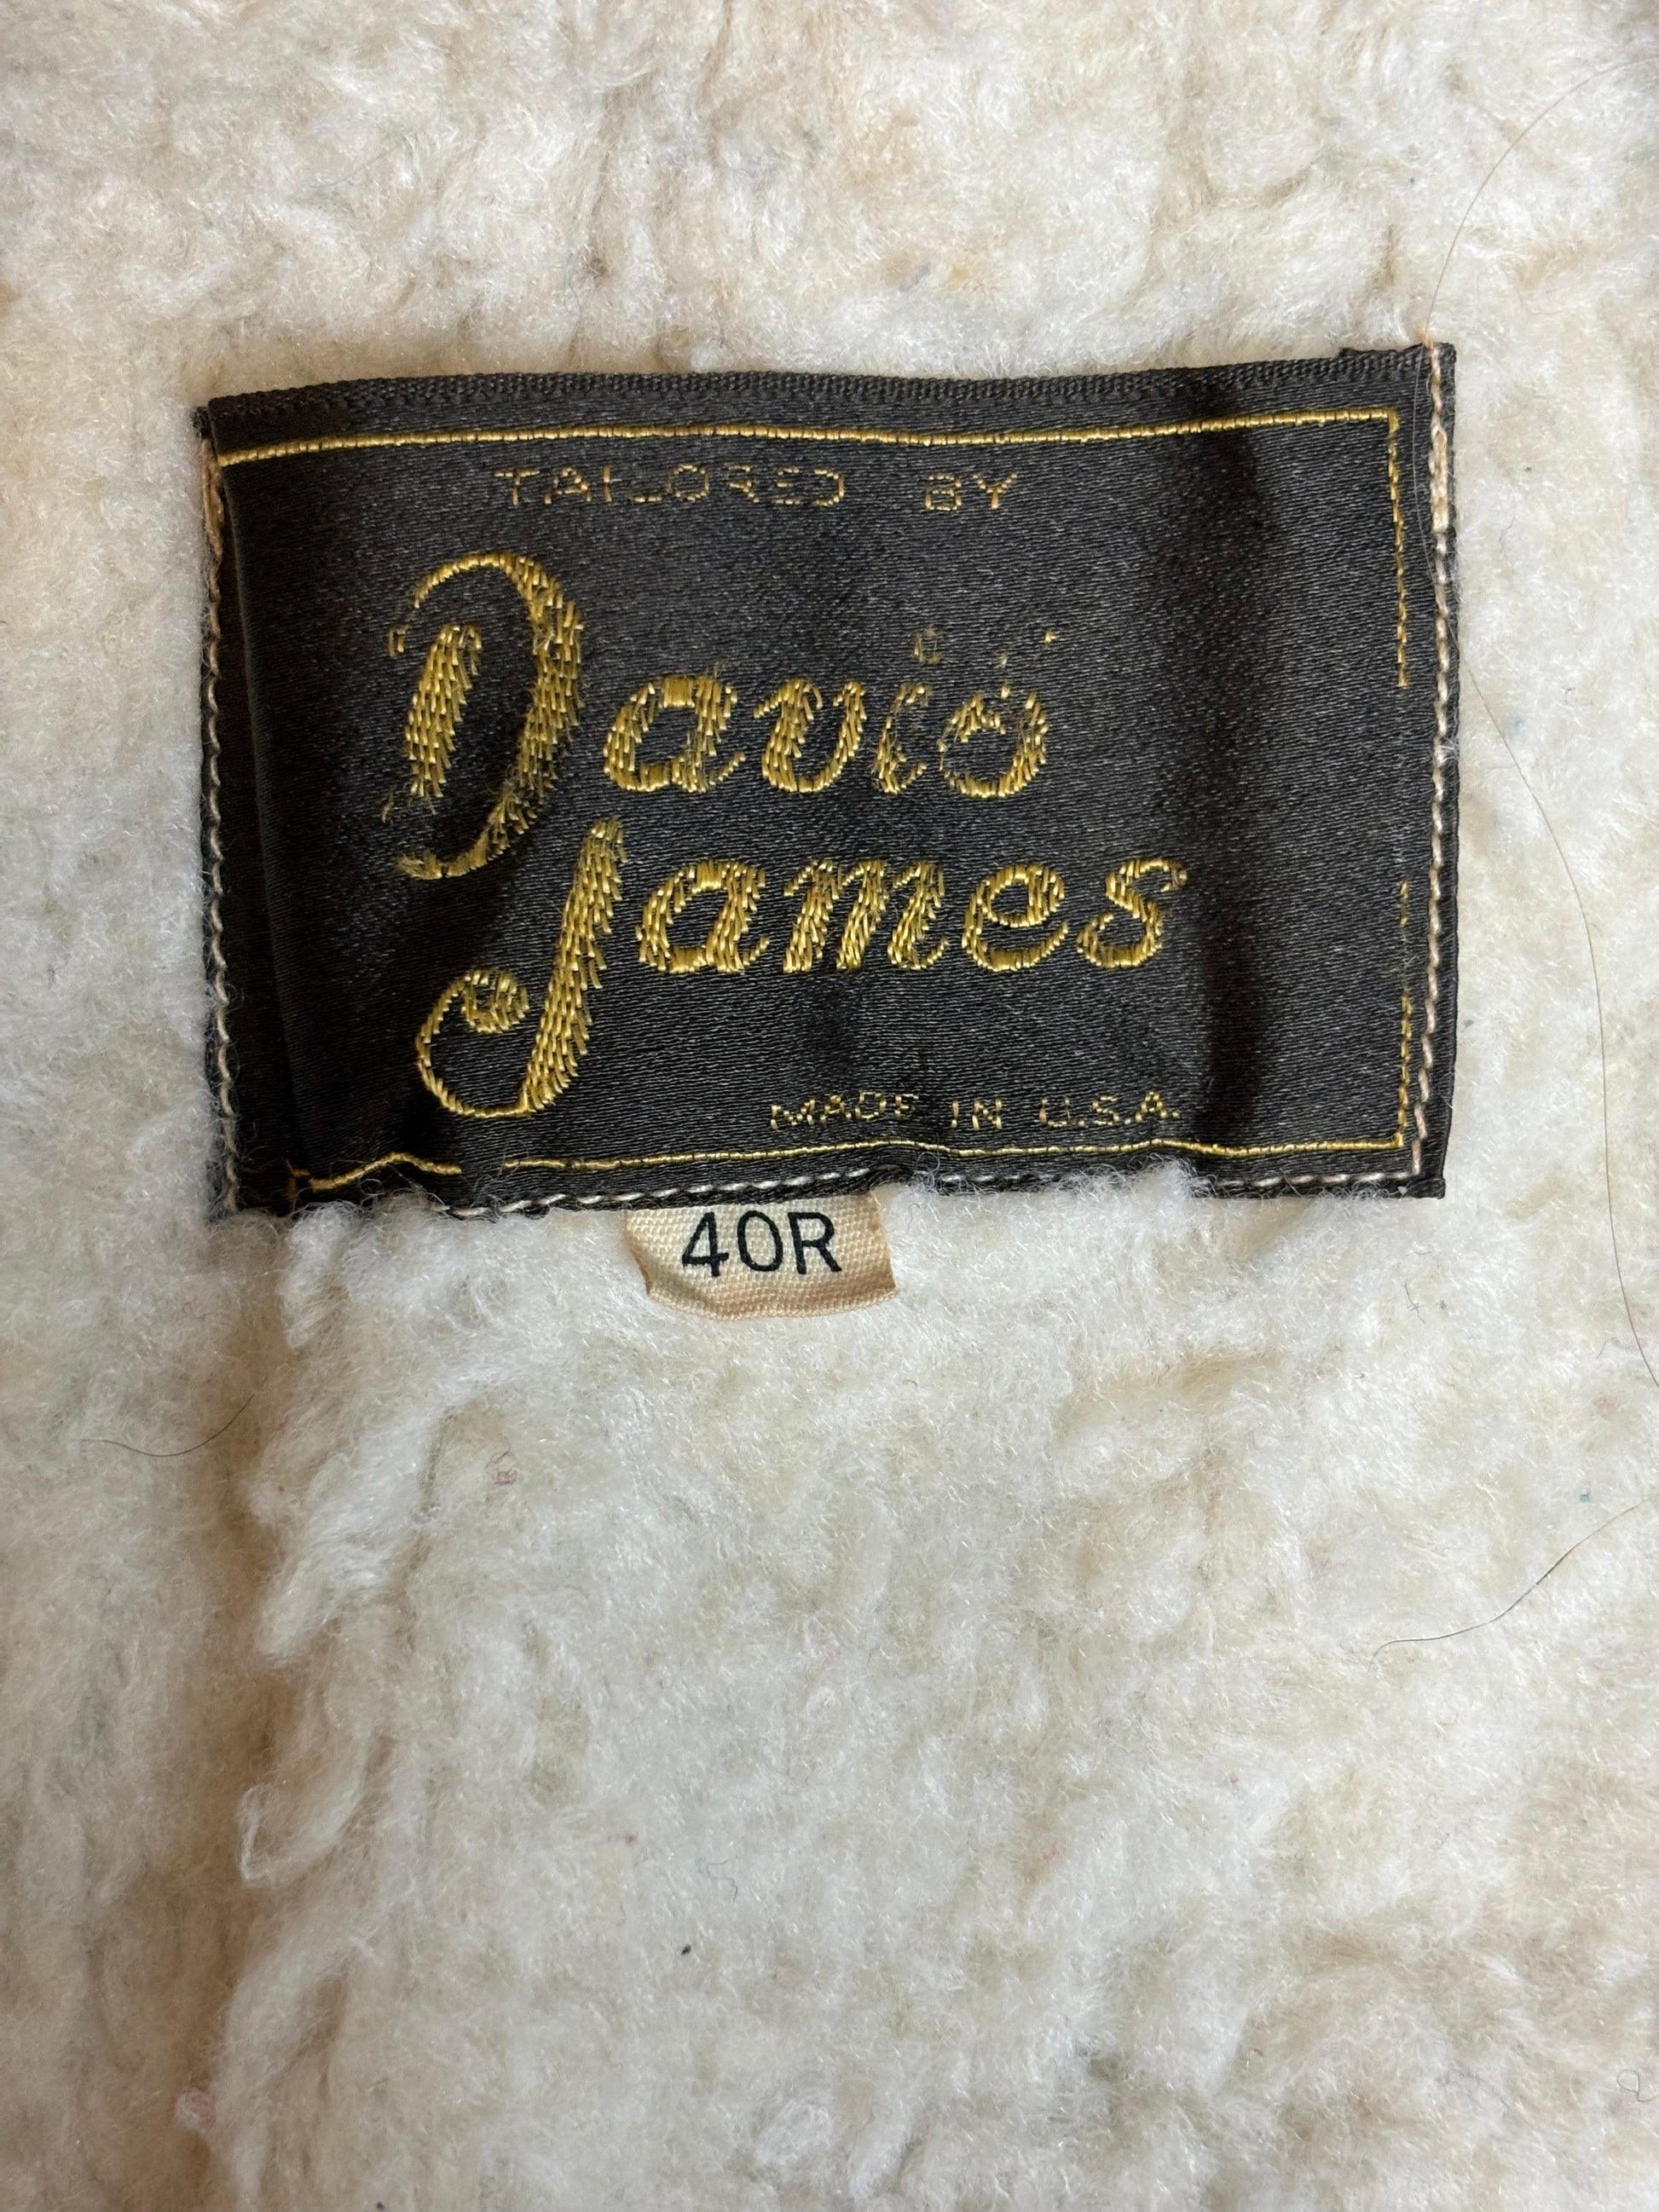 TAILORED BY
David
James
MADE IN U.S.A.
40R